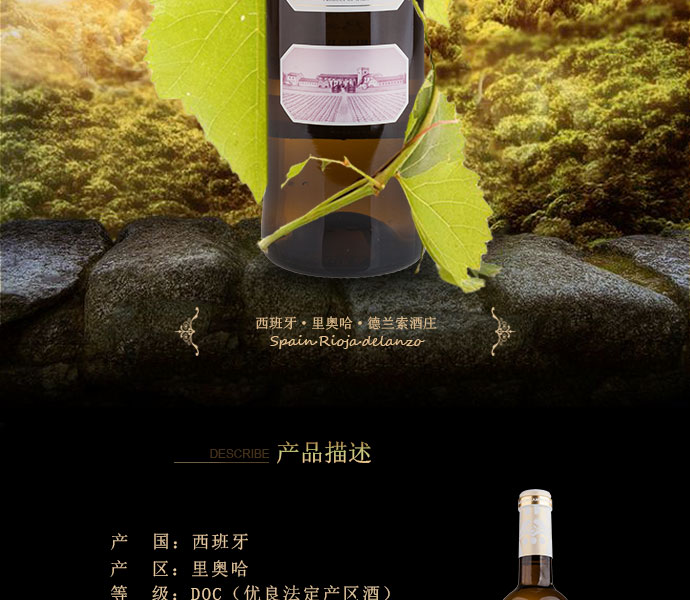 西班牙·里奥哈·德兰索酒庄
Spain Rioja delanzo
DESCRIBE 产品描述
产 国：西班牙
产 区：里奥哈
等 级：DOC（优良法定产区酒）